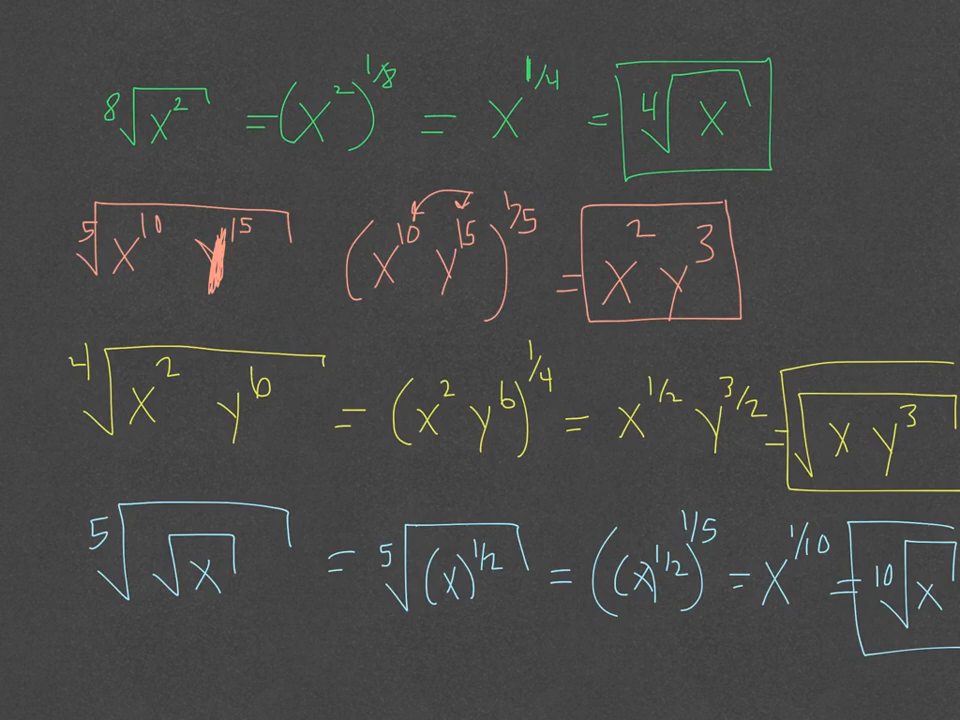 ⁸√x² = (x²)^1/8 = x^1/4 = ⁴√x
⁵√x¹⁰ y¹⁵ (x¹⁰ y¹⁵)^1/5 = x² y³
⁴√x² y⁶ = (x² y⁶)^1/4 = x^1/2 y^3/2 = √x y³
⁵√√x = ⁵√(x)^1/2 = ((x)^1/2)^1/5 = x^1/10 = ¹⁰√x